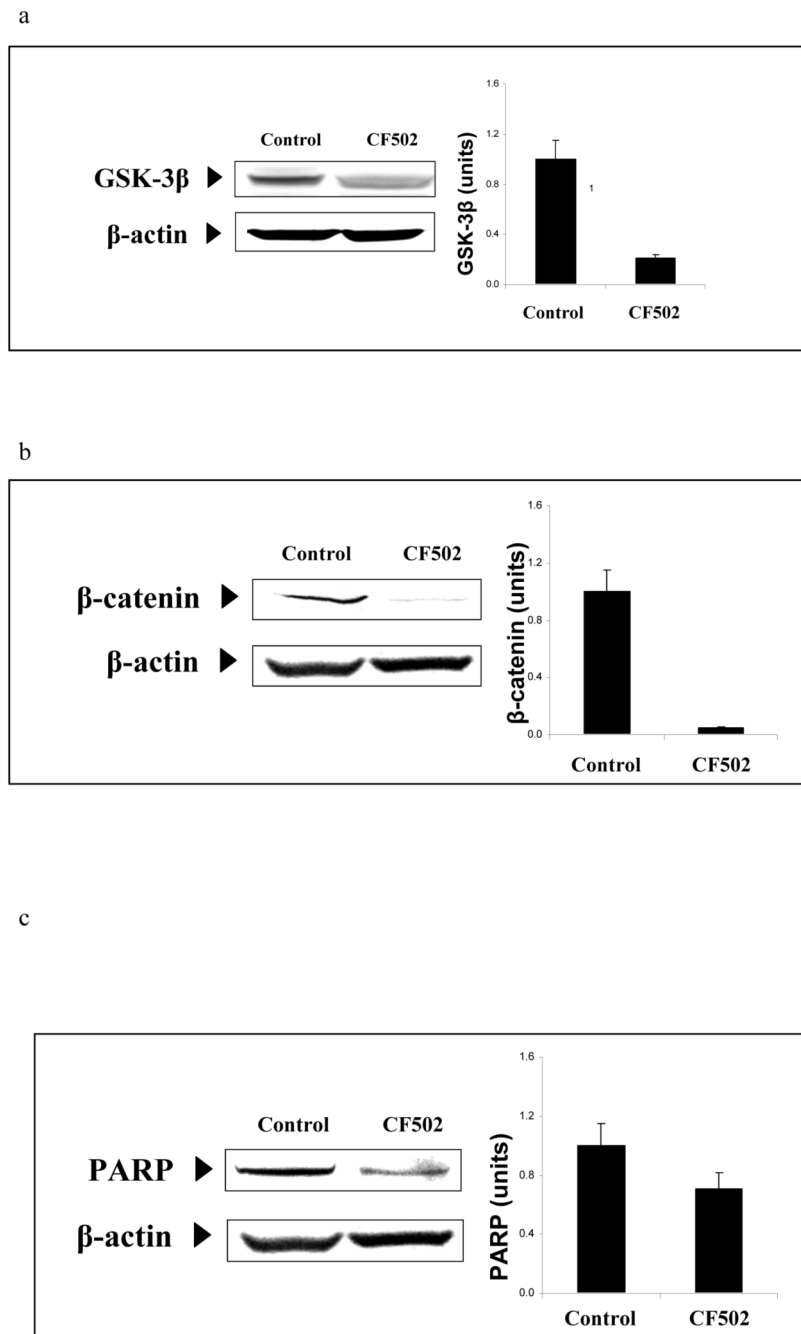 a
Control CF502
GSK-3β
β-actin
GSK-3β (units)
1.6
1.2
0.8
0.4
0.0
1
Control CF502
b
Control CF502
β-catenin
β-actin
β-catenin (units)
1.6
1.2
0.8
0.4
0.0
Control CF502
c
Control CF502
PARP
β-actin
PARP (units)
1.6
1.2
0.8
0.4
0.0
Control CF502